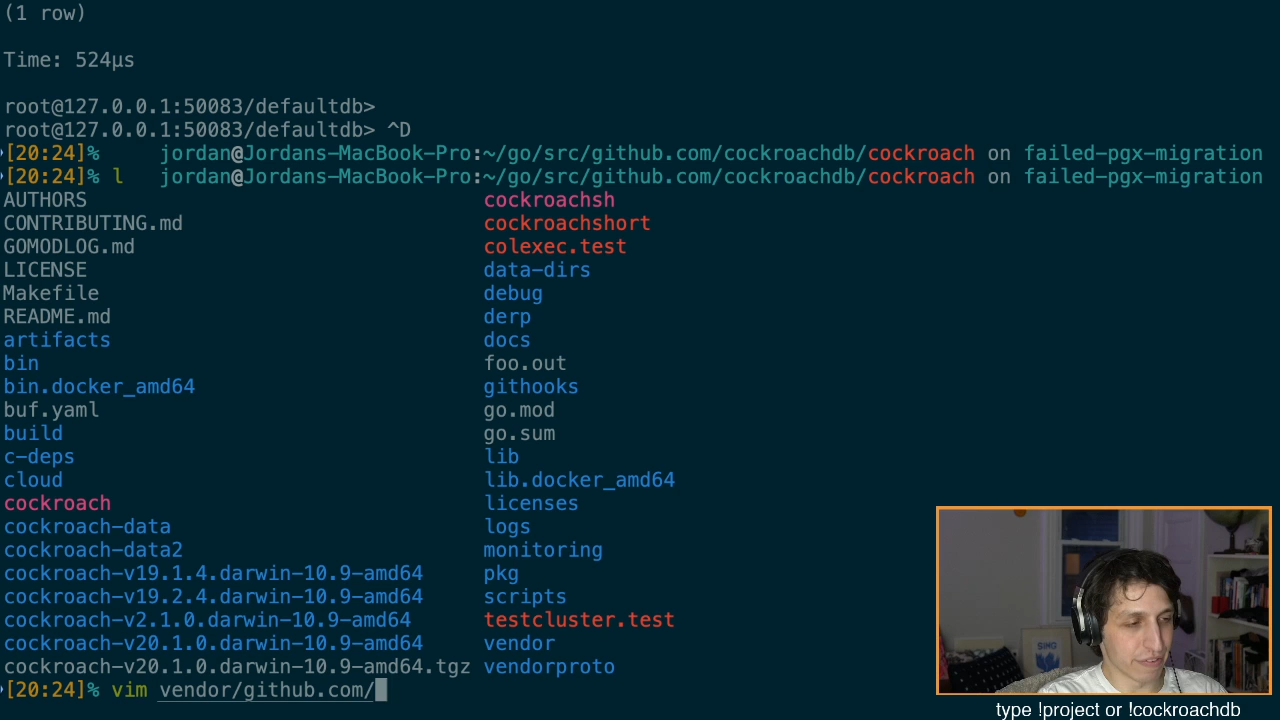 (1 row)
Time: 524µs
root@127.0.0.1:50083/defaultdb>
root@127.0.0.1:50083/defaultdb> ^D
[20:24]% jordan@Jordans-MacBook-Pro:~/go/src/github.com/cockroachdb/cockroach on failed-pgx-migration
[20:24]% l jordan@Jordans-MacBook-Pro:~/go/src/github.com/cockroachdb/cockroach on failed-pgx-migration
AUTHORS cockroachsh
CONTRIBUTING.md cockroachshort
GOMODLOG.md colexec.test
LICENSE data-dirs
Makefile debug
README.md derp
artifacts docs
bin foo.out
bin.docker_amd64 githooks
buf.yaml go.mod
build go.sum
c-deps lib
cloud lib.docker_amd64
cockroach licenses
cockroach-data logs
cockroach-data2 monitoring
cockroach-v19.1.4.darwin-10.9-amd64 pkg
cockroach-v19.2.4.darwin-10.9-amd64 scripts
cockroach-v2.1.0.darwin-10.9-amd64 testcluster.test
cockroach-v20.1.0.darwin-10.9-amd64 vendor
cockroach-v20.1.0.darwin-10.9-amd64.tgz vendorproto
[20:24]% vim vendor/github.com/
SING
type !project or !cockroachdb